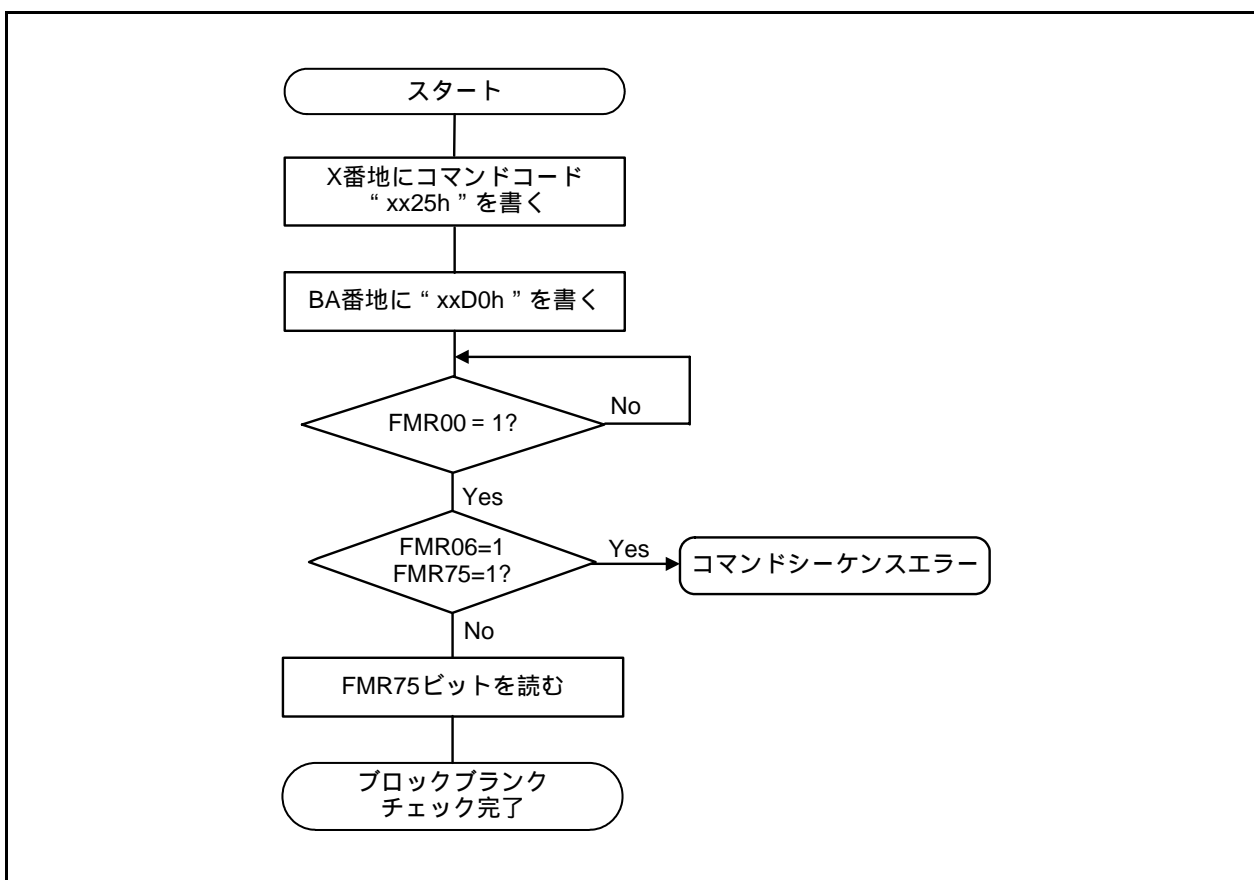 スタート
X番地にコマンドコード
“ xx25h ” を書く
BA番地に “ xxD0h ” を書く
FMR00 = 1?
No
Yes
FMR06=1
FMR75=1?
Yes
コマンドシーケンスエラー
No
FMR75ビットを読む
ブロックブランク
チェック完了